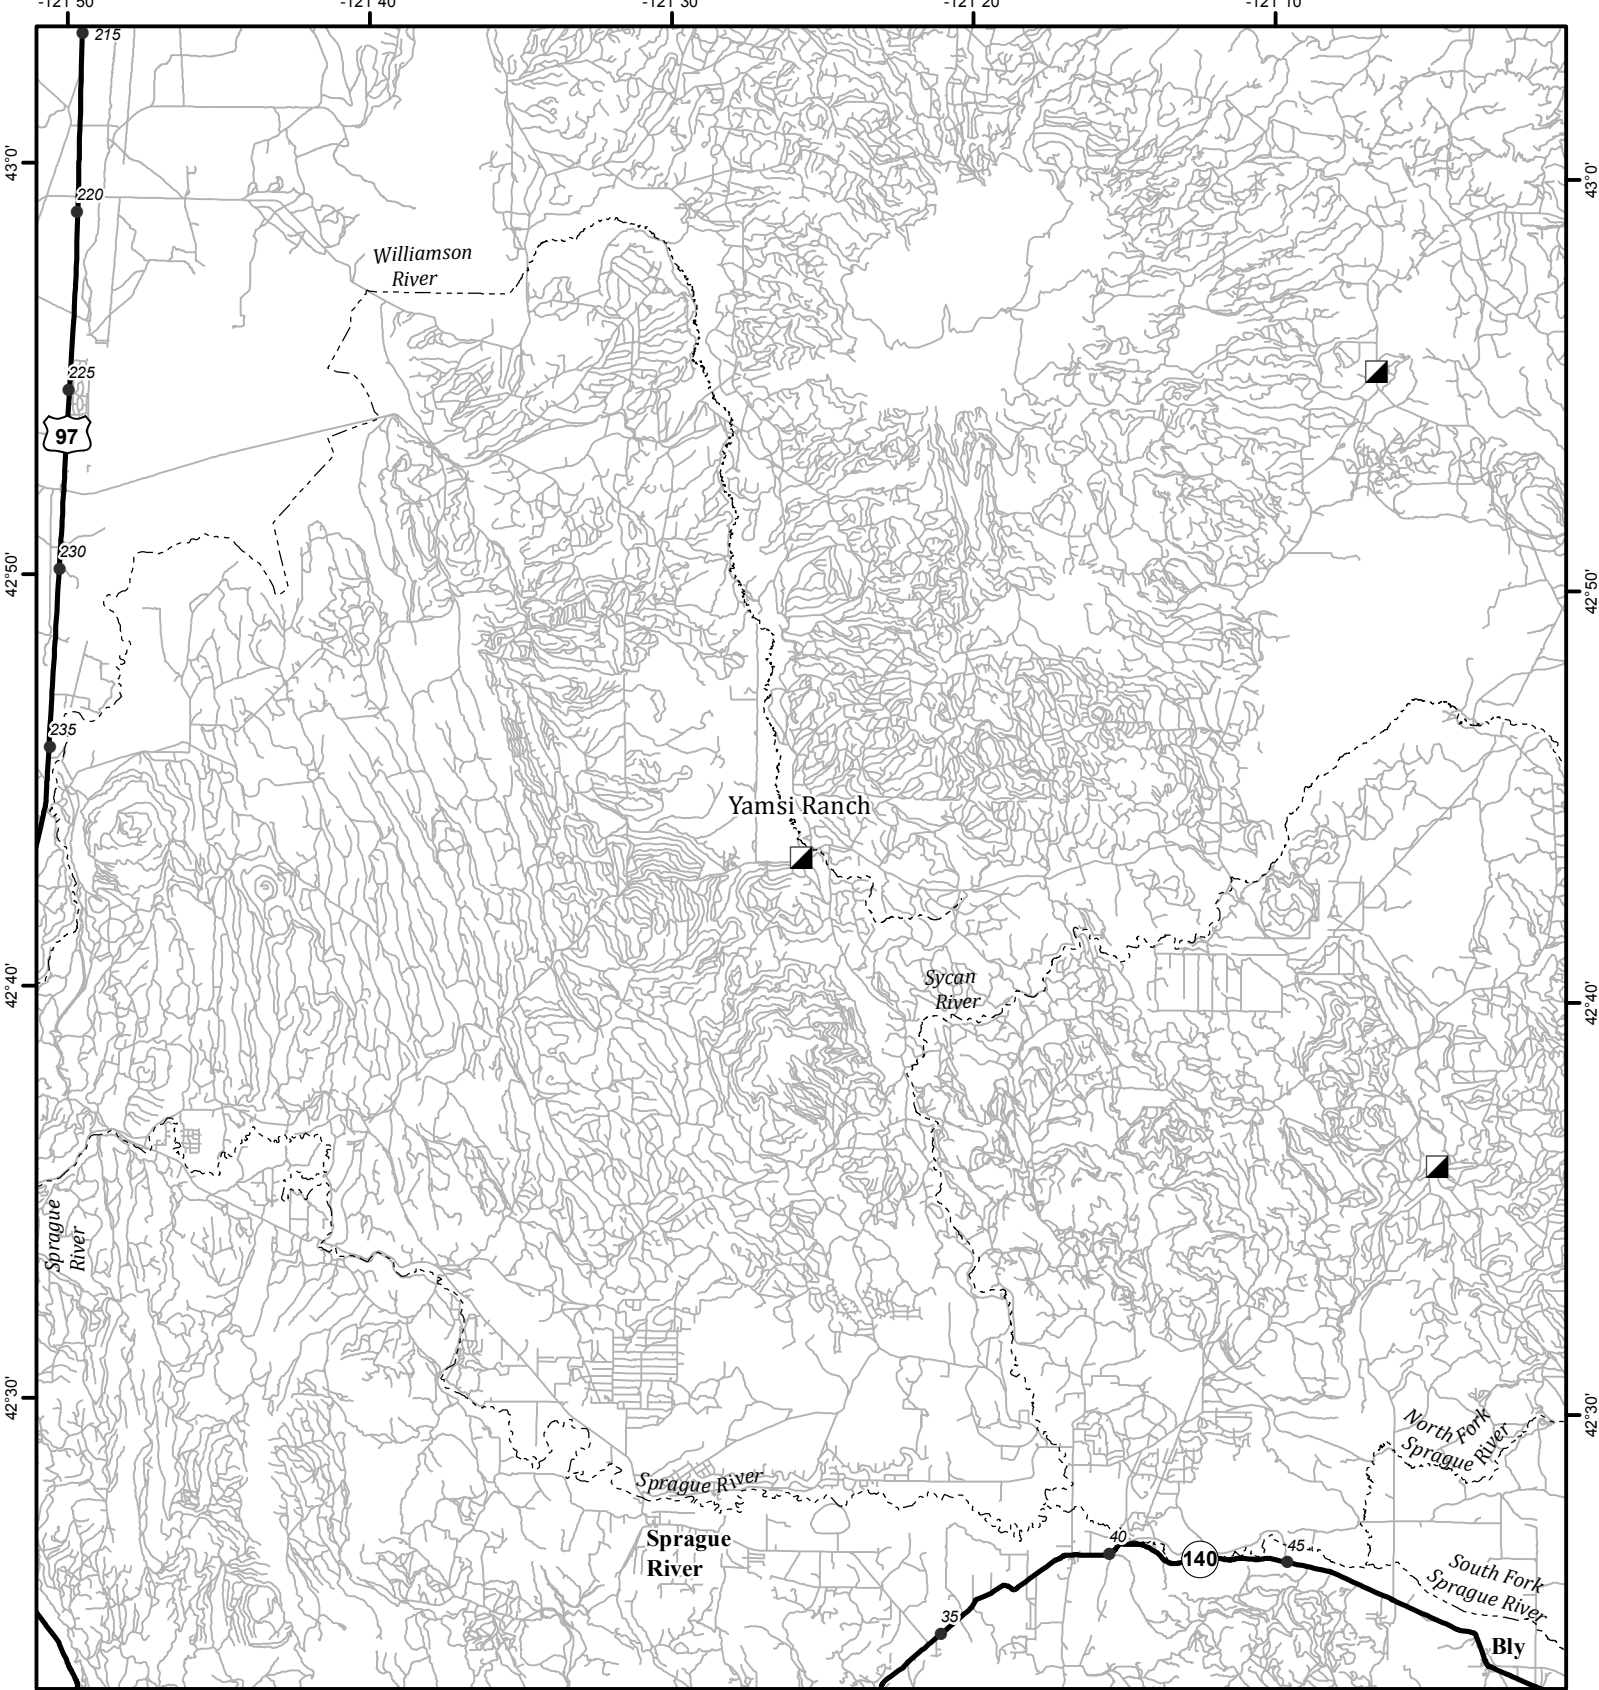 -121 50
-121 40
-121 30
-121 20
-121 10
215
43°0'
43°0'
220
Williamson
River
225
97
230
42°50'
42°50'
235
Yamsi Ranch
Sycan
River
42°40'
42°40'
Sprague
River
42°30'
42°30'
North Fork
Sprague River
Sprague River
Sprague
River
40
140
45
South Fork
Sprague River
35
Bly